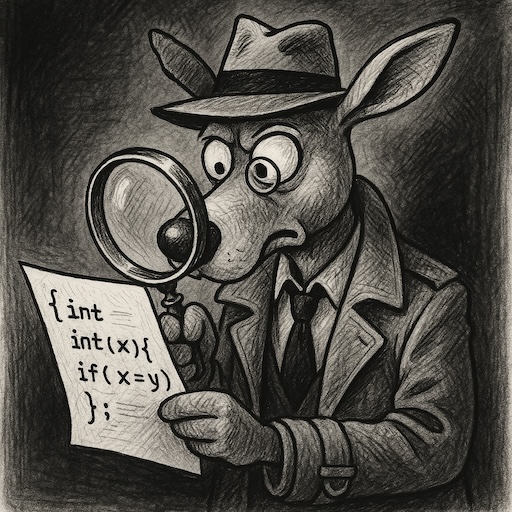 {int
int(x){
if(x=y)
};